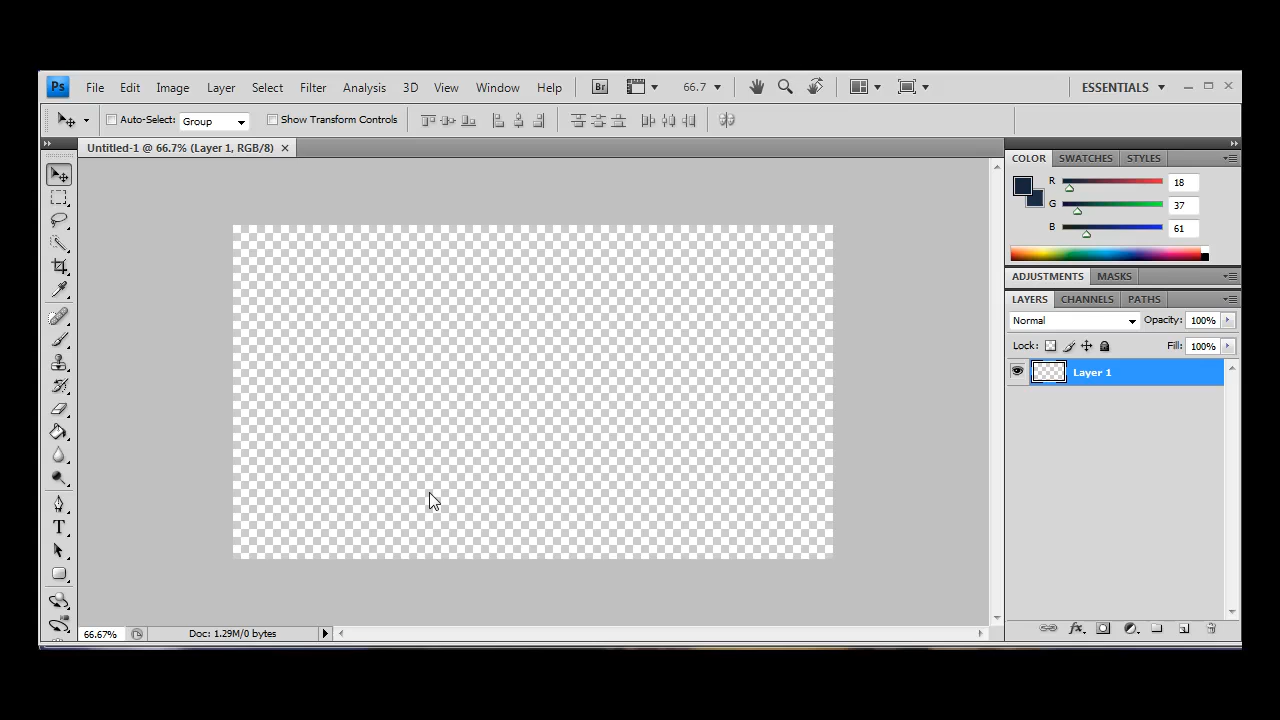 Ps File Edit Image Layer Select Filter Analysis 3D View Window Help Br 66.7 ESSENTIALS
Auto-Select: Group Show Transform Controls
Untitled-1 @ 66.7% (Layer 1, RGB/8)
COLOR SWATCHES STYLES
R 18
G 37
B 61
ADJUSTMENTS MASKS
LAYERS CHANNELS PATHS
Normal Opacity: 100%
Lock: Fill: 100%
Layer 1
T
fx
66.67% Doc: 1.29M/0 bytes